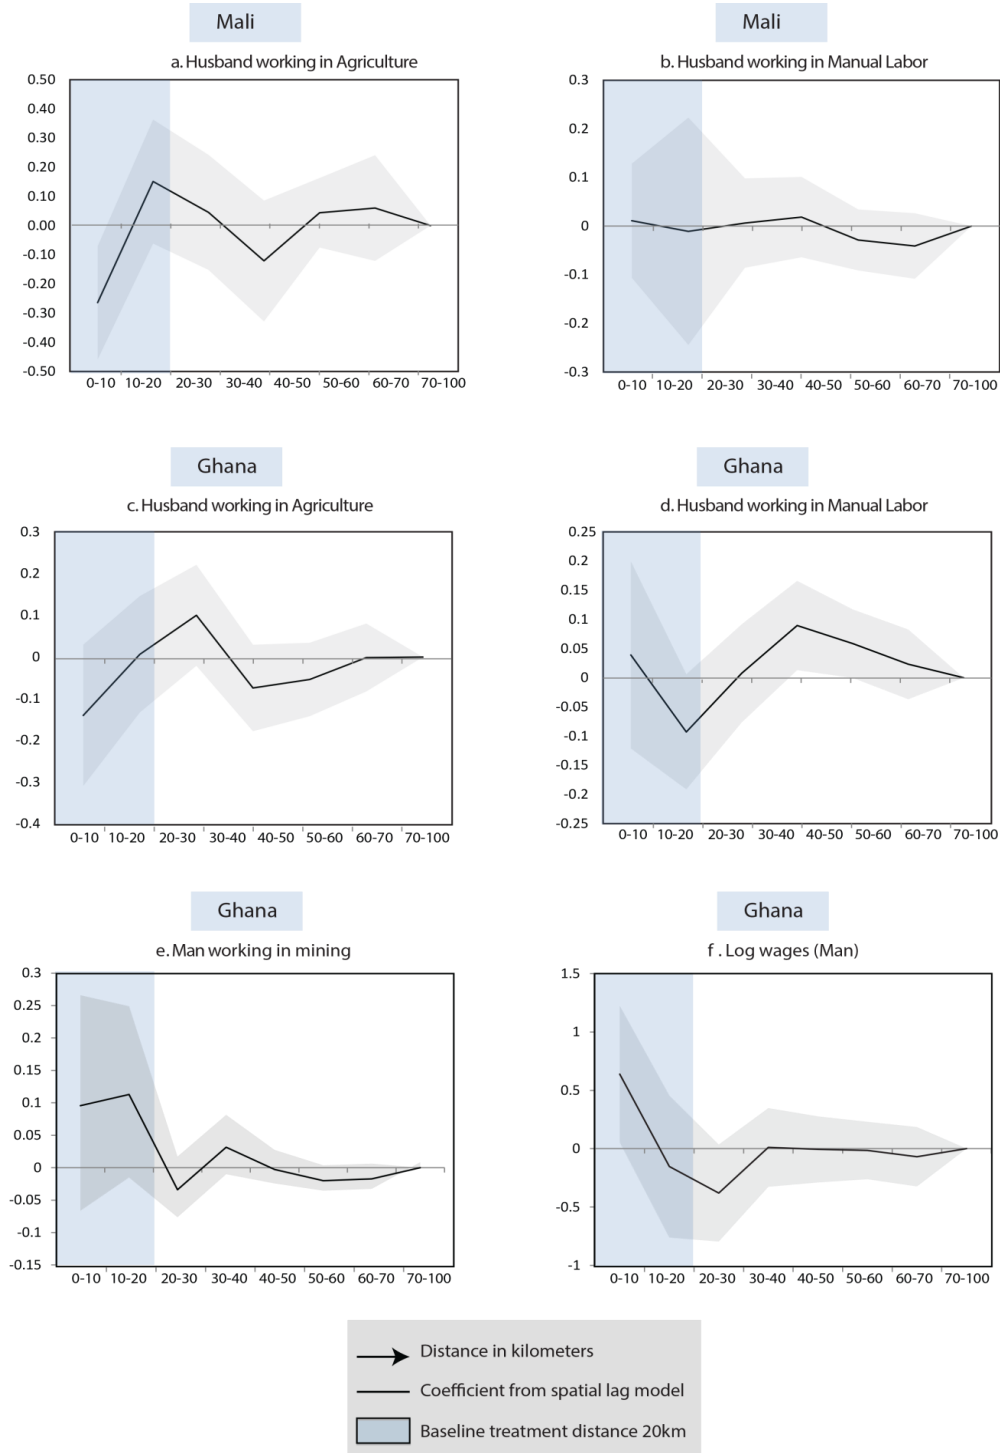 Mali
a. Husband working in Agriculture
0.50
0.40
0.30
0.20
0.10
0.00
-0.10
-0.20
-0.30
-0.40
-0.50
0-10 10-20 20-30 30-40 40-50 50-60 60-70 70-100
Mali
b. Husband working in Manual Labor
0.3
0.2
0.1
0
-0.1
-0.2
-0.3
0-10 10-20 20-30 30-40 40-50 50-60 60-70 70-100
Ghana
c. Husband working in Agriculture
0.3
0.2
0.1
0
-0.1
-0.2
-0.3
-0.4
0-10 10-20 20-30 30-40 40-50 50-60 60-70 70-100
Ghana
d. Husband working in Manual Labor
0.25
0.2
0.15
0.1
0.05
0
-0.05
-0.1
-0.15
-0.2
-0.25
0-10 10-20 20-30 30-40 40-50 50-60 60-70 70-100
Ghana
e. Man working in mining
0.3
0.25
0.2
0.15
0.1
0.05
0
-0.05
-0.1
-0.15
0-10 10-20 20-30 30-40 40-50 50-60 60-70 70-100
Ghana
f . Log wages (Man)
1.5
1
0.5
0
-0.5
-1
0-10 10-20 20-30 30-40 40-50 50-60 60-70 70-100
Distance in kilometers
Coefficient from spatial lag model
Baseline treatment distance 20km